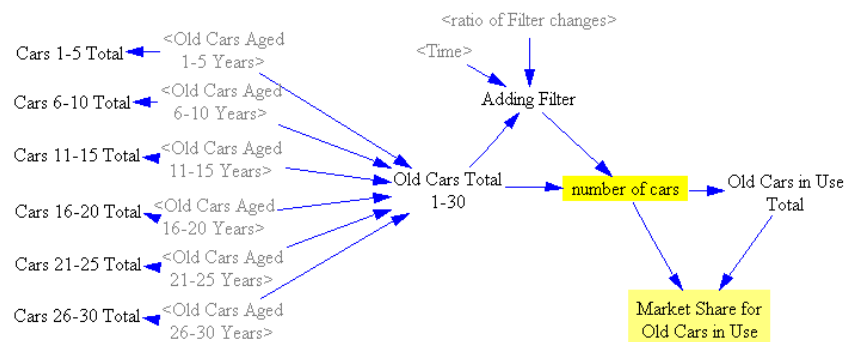 <ratio of Filter changes>
<Time>
Adding Filter
Cars 1-5 Total
<Old Cars Aged
1-5 Years>
Cars 6-10 Total
<Old Cars Aged
6-10 Years>
Cars 11-15 Total
<Old Cars Aged
11-15 Years>
Cars 16-20 Total
<Old Cars Aged
16-20 Years>
Cars 21-25 Total
<Old Cars Aged
21-25 Years>
Cars 26-30 Total
<Old Cars Aged
26-30 Years>
Old Cars Total
1-30
number of cars
Old Cars in Use
Total
Market Share for
Old Cars in Use